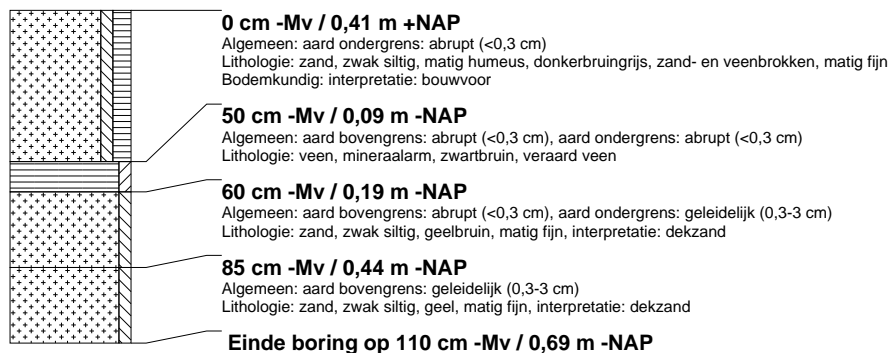 0 cm -Mv / 0,41 m +NAP
Algemeen: aard ondergrens: abrupt (<0,3 cm)
Lithologie: zand, zwak siltig, matig humeus, donkerbruingrijs, zand- en veenbrokken, matig fijn
Bodemkundig: interpretatie: bouwvoor
50 cm -Mv / 0,09 m -NAP
Algemeen: aard bovengrens: abrupt (<0,3 cm), aard ondergrens: abrupt (<0,3 cm)
Lithologie: veen, mineraalarm, zwartbruin, veraard veen
60 cm -Mv / 0,19 m -NAP
Algemeen: aard bovengrens: abrupt (<0,3 cm), aard ondergrens: geleidelijk (0,3-3 cm)
Lithologie: zand, zwak siltig, geelbruin, matig fijn, interpretatie: dekzand
85 cm -Mv / 0,44 m -NAP
Algemeen: aard bovengrens: geleidelijk (0,3-3 cm)
Lithologie: zand, zwak siltig, geel, matig fijn, interpretatie: dekzand
Einde boring op 110 cm -Mv / 0,69 m -NAP